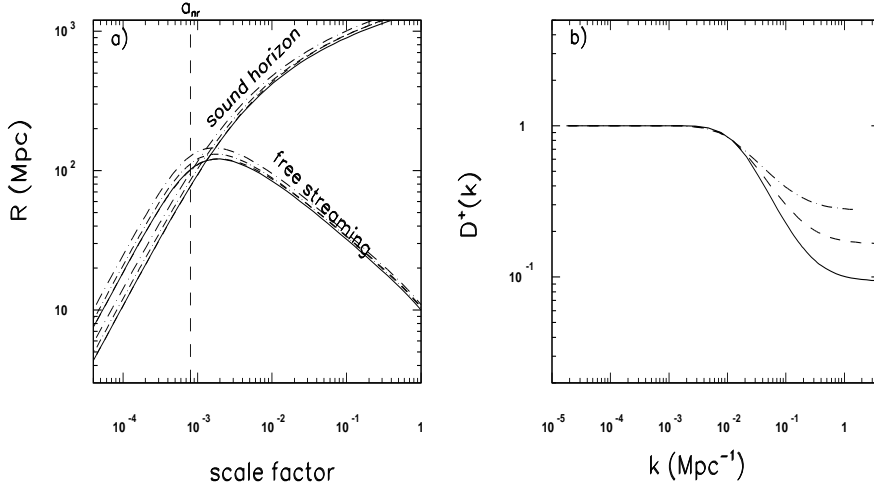 a_nr
a)
b)
sound horizon
free streaming
R (Mpc)
10^3
10^2
10
10^-4
10^-3
10^-2
10^-1
1
scale factor
D^+(k)
1
10^-1
10^-5
10^-4
10^-3
10^-2
10^-1
1
k (Mpc^-1)